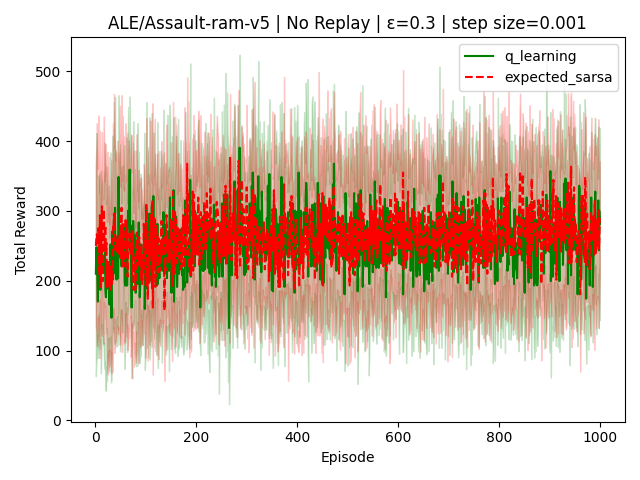 ALE/Assault-ram-v5 | No Replay | ε=0.3 | step size=0.001
q_learning
expected_sarsa
Total Reward
500
400
300
200
100
0
0 200 400 600 800 1000
Episode